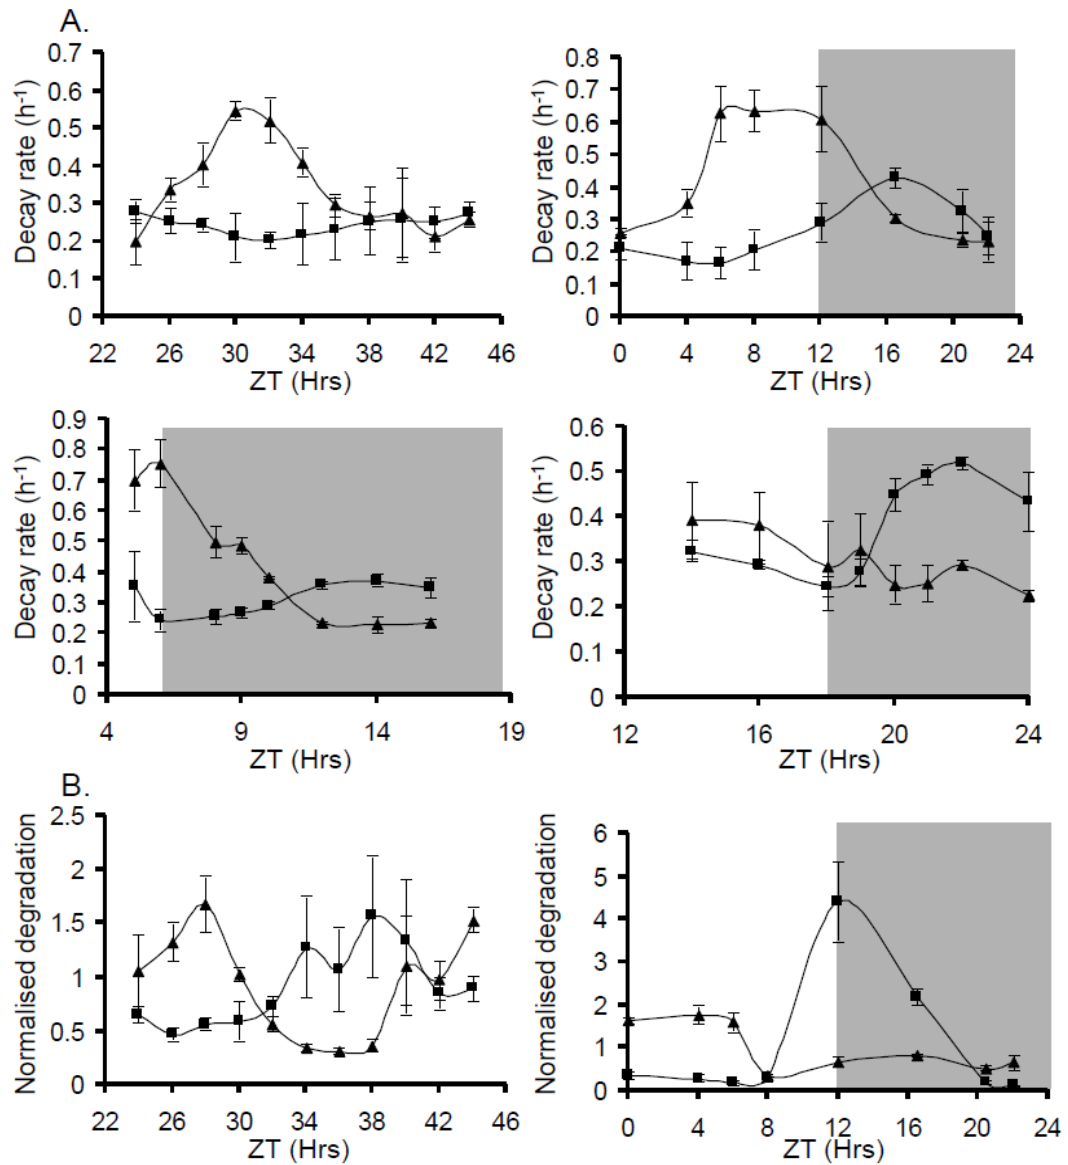 A.
Decay rate (h-1)
0.7
0.6
0.5
0.4
0.3
0.2
0.1
0
22 26 30 34 38 42 46
ZT (Hrs)
Decay rate (h-1)
0.8
0.7
0.6
0.5
0.4
0.3
0.2
0.1
0
0 4 8 12 16 20 24
ZT (Hrs)
Decay rate (h-1)
0.9
0.8
0.7
0.6
0.5
0.4
0.3
0.2
0.1
0
4 9 14 19
ZT (Hrs)
Decay rate (h-1)
0.6
0.5
0.4
0.3
0.2
0.1
0
12 16 20 24
ZT (Hrs)
B.
Normalised degradation
2.5
2
1.5
1
0.5
0
22 26 30 34 38 42 46
ZT (Hrs)
Normalised degradation
6
5
4
3
2
1
0
0 4 8 12 16 20 24
ZT (Hrs)